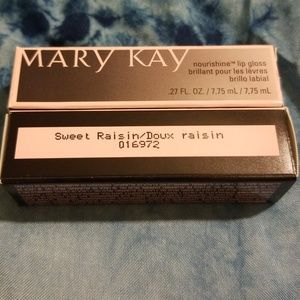 MARY KAY
nourishine™ lip gloss
brillant pour les lèvres
brillo labial
.27 FL. OZ. / 7,75 mL / 7.75 mL
Sweet Raisin/Doux raisin
016972